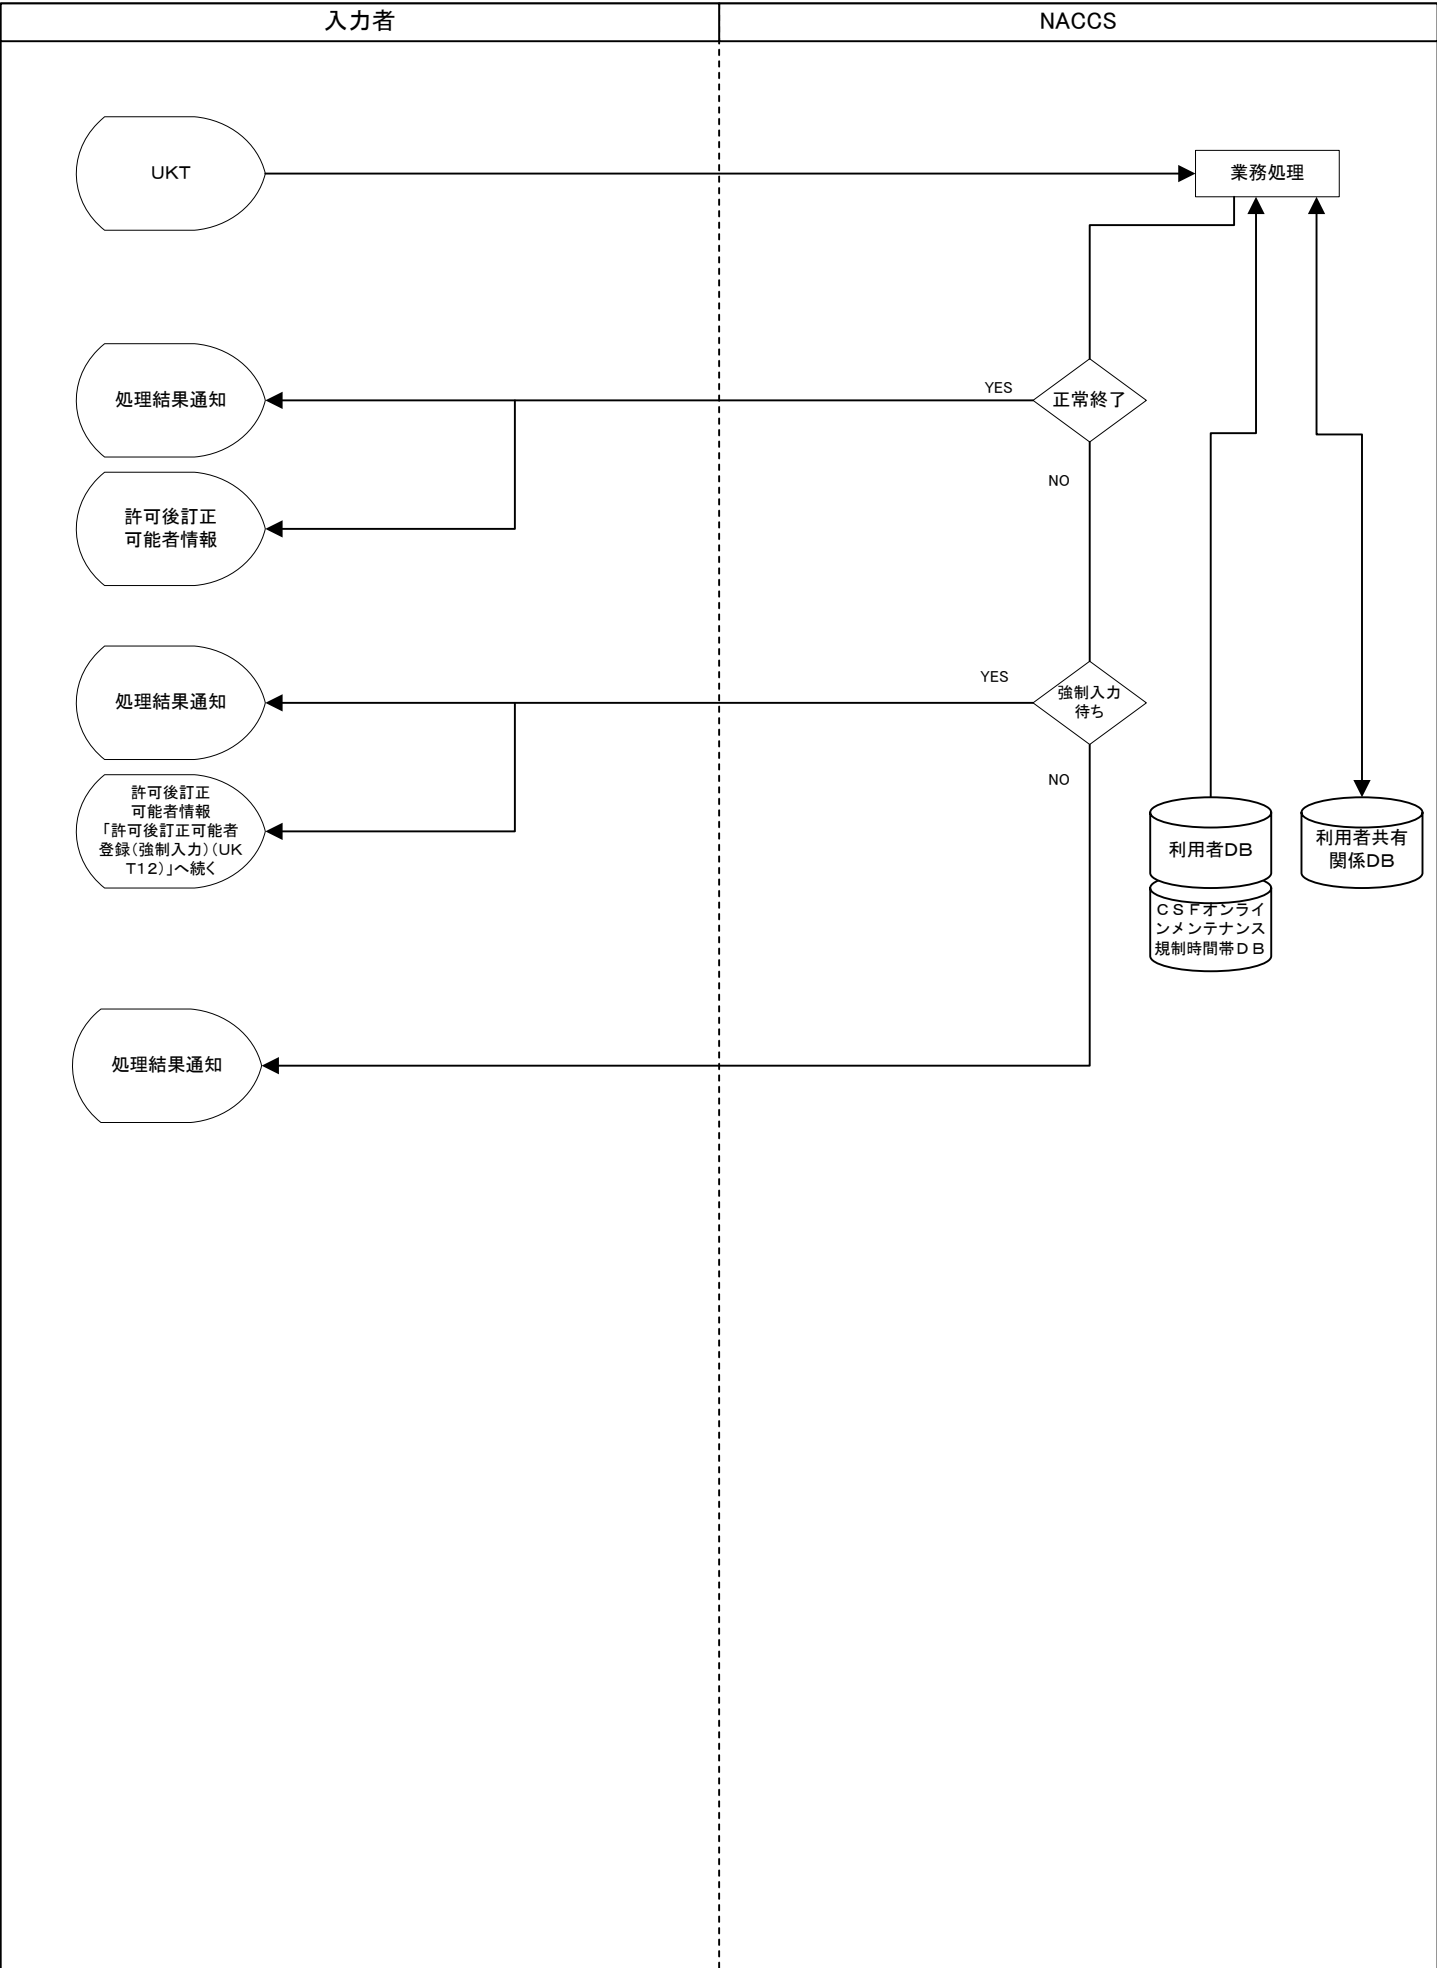 入力者
NACCS
UKT
業務処理
処理結果通知
YES
正常終了
NO
許可後訂正
可能者情報
処理結果通知
YES
強制入力
待ち
NO
許可後訂正
可能者情報
「許可後訂正可能者
登録（強制入力）（UK
T12）」へ続く
利用者DB
利用者共有
関係DB
ＣＳＦオンライ
ンメンテナンス
規制時間帯ＤＢ
処理結果通知